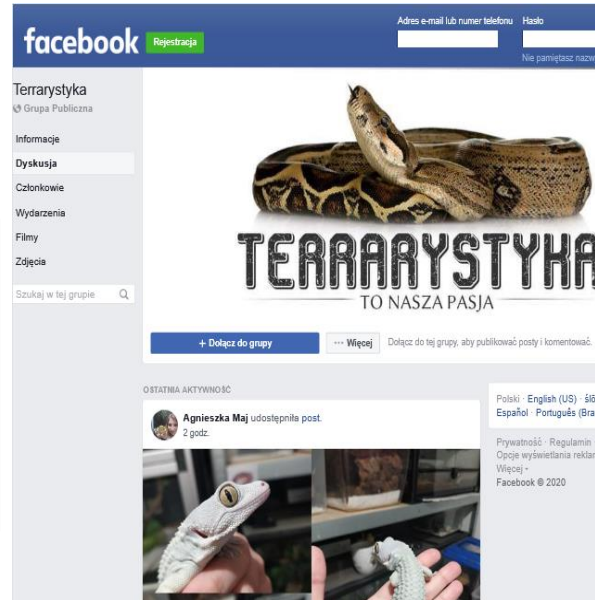 Adres e-mail lub numer telefonu Hasło
facebook Rejestracja
Nie pamiętasz
Terrarystyka
Grupa Publiczna
Informacje
Dyskusja
Członkowie
Wydarzenia
Filmy
Zdjęcia
Szukaj w tej grupie
TERRARYSTYKA
TO NASZA PASJA
+ Dołącz do grupy
··· Więcej
Dołącz do tej grupy, aby publikować posty i komentować.
OSTATNIA AKTYWNOŚĆ
Agnieszka Maj udostępniła post.
2 godz.
Polski · English (US) ·
Español · Português
Prywatność · Regulamin
Opcje wyświetlania
Więcej
Facebook © 2020